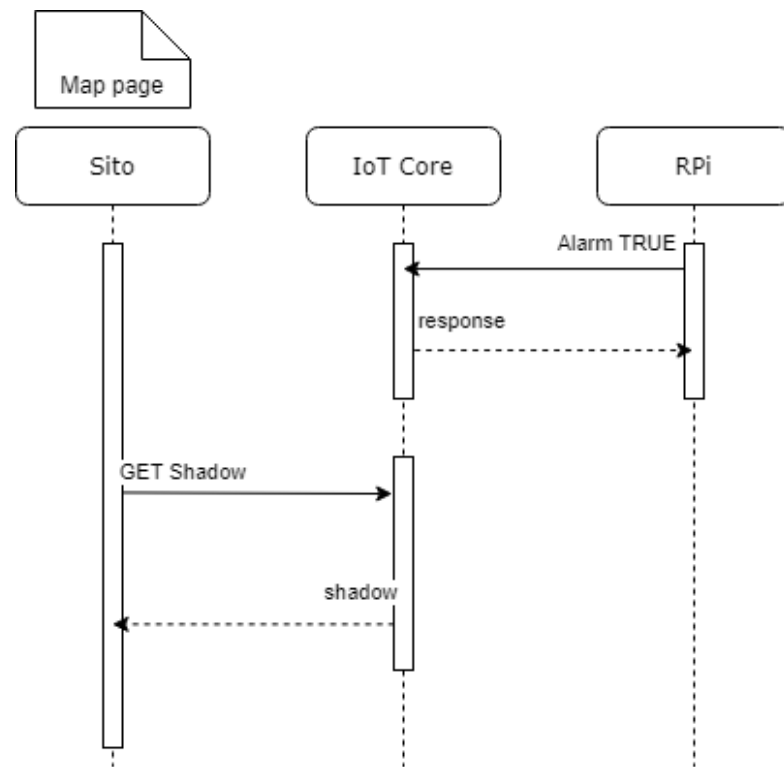 Map page
Sito
IoT Core
RPi
Alarm TRUE
response
GET Shadow
shadow